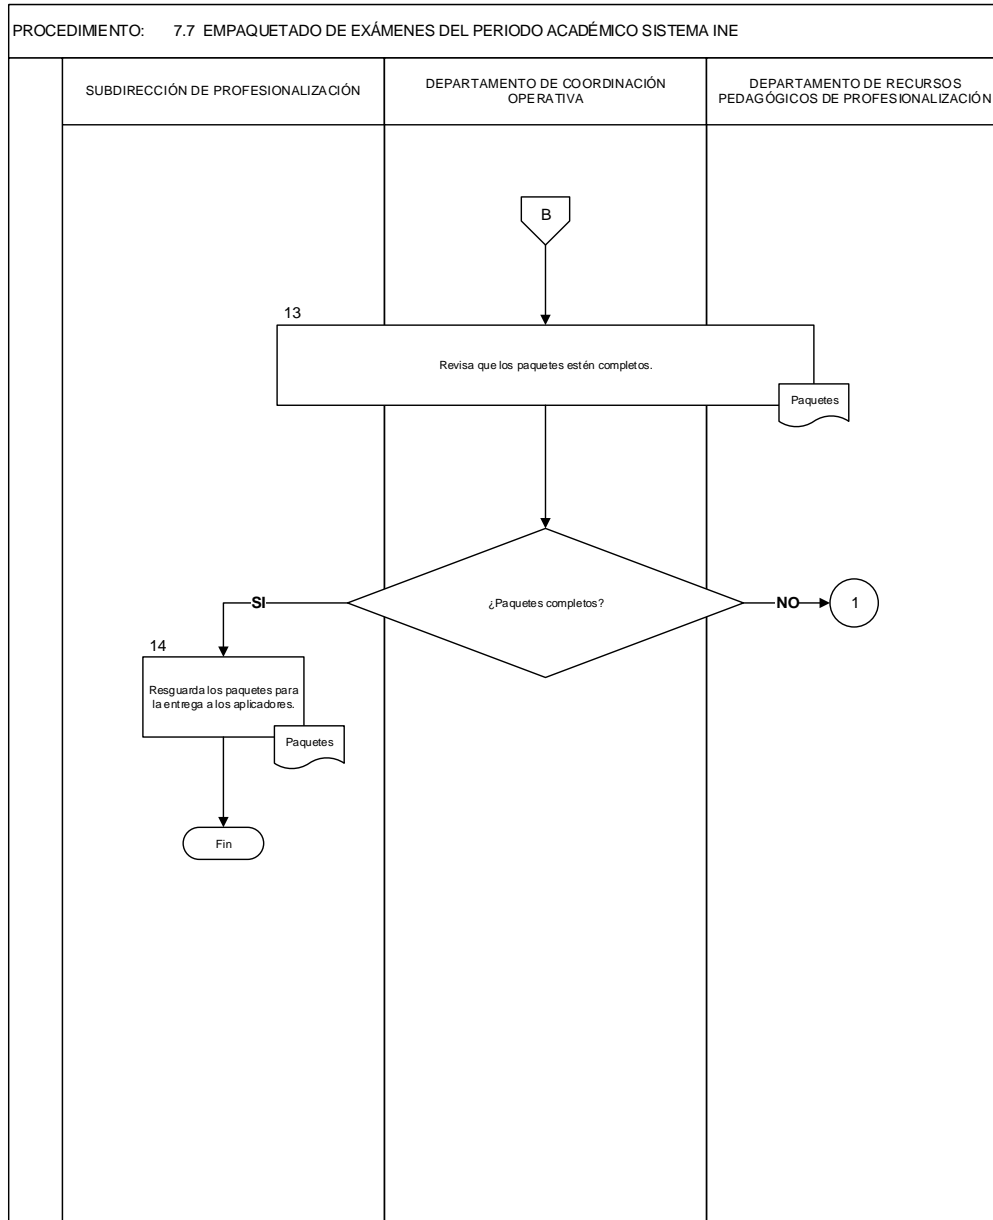 PROCEDIMIENTO: 7.7 EMPAQUETADO DE EXÁMENES DEL PERIODO ACADÉMICO SISTEMA INE
SUBDIRECCIÓN DE PROFESIONALIZACIÓN
DEPARTAMENTO DE COORDINACIÓN
OPERATIVA
DEPARTAMENTO DE RECURSOS
PEDAGÓGICOS DE PROFESIONALIZACIÓN
B
13
Revisa que los paquetes estén completos.
Paquetes
¿Paquetes completos?
SI
NO
1
14
Resguarda los paquetes para
la entrega a los aplicadores.
Paquetes
Fin